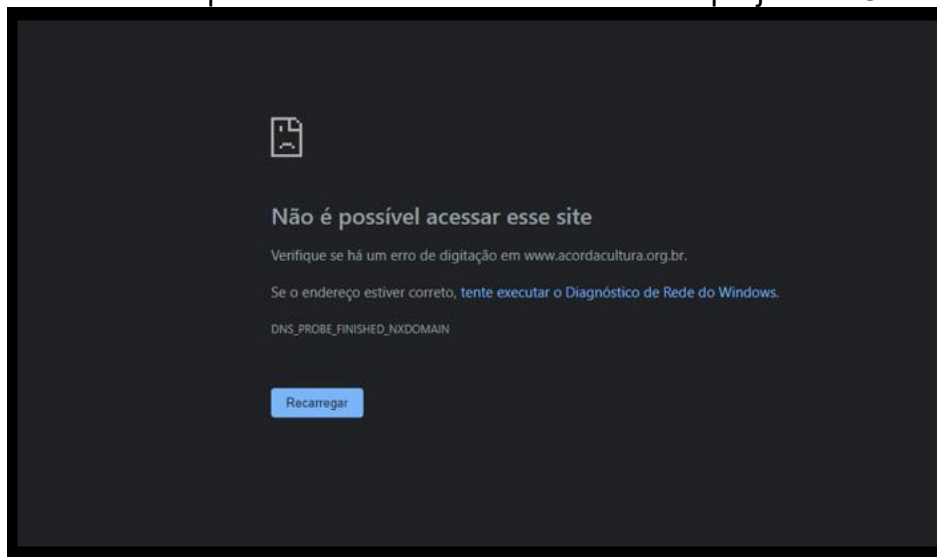 Não é possível acessar esse site
Verifique se há um erro de digitação em www.acordacultura.org.br.
Se o endereço estiver correto, tente executar o Diagnóstico de Rede do Windows.
DNS_PROBE_FINISHED_NXDOMAIN
Recarregar